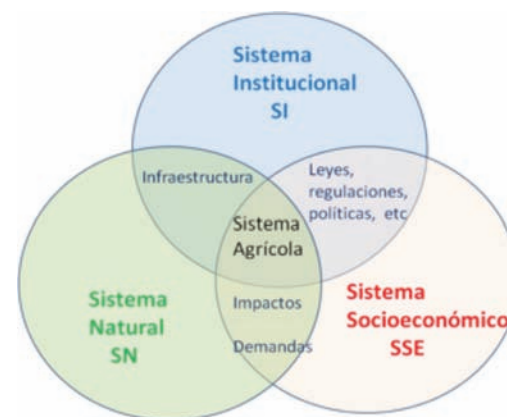 Sistema
Institucional
SI
Infraestructura
Leyes,
regulaciones,
políticas, etc
Sistema
Agrícola
Sistema
Natural
SN
Impactos
Demandas
Sistema
Socioeconómico
SSE